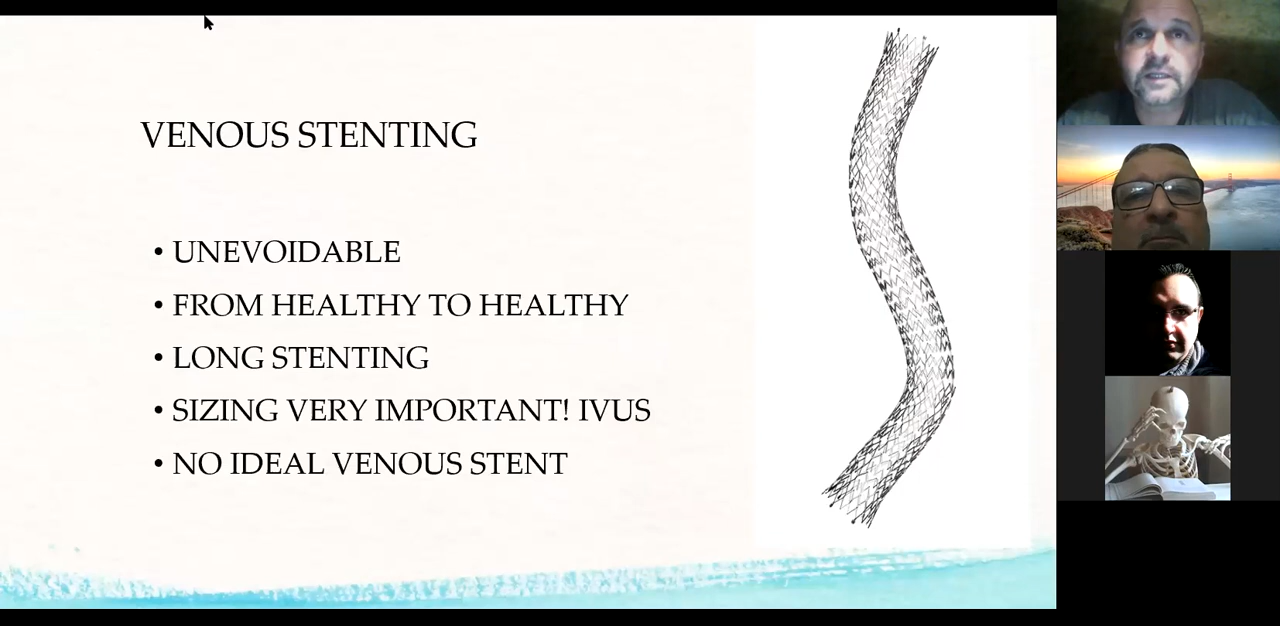 VENOUS STENTING
• UNEVOIDABLE
• FROM HEALTHY TO HEALTHY
• LONG STENTING
• SIZING VERY IMPORTANT! IVUS
• NO IDEAL VENOUS STENT